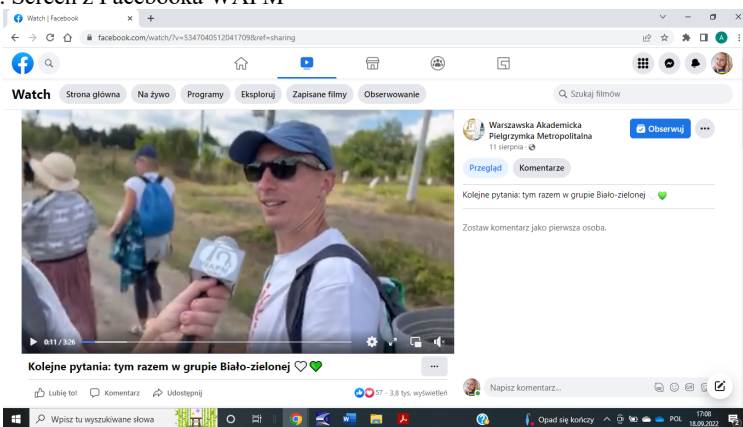 . Screen z Facebooka WAPM
Watch | Facebook
facebook.com/watch/?v=5347040512041709&ref=sharing
Watch
Strona główna
Na żywo
Programy
Eksploruj
Zapisane filmy
Obserwowanie
Szukaj filmów
Warszawska Akademicka
Pielgrzymka Metropolitalna
11 sierpnia ·
Obserwuj
Przegląd
Komentarze
Kolejne pytania: tym razem w grupie Biało-zielonej 🤍💚
Zostaw komentarz jako pierwsza osoba.
WAPM
0:11 / 3:26
Kolejne pytania: tym razem w grupie Biało-zielonej 🤍💚
Lubię to!
Komentarz
Udostępnij
57 · 3,8 tys. wyświetleń
Napisz komentarz...
Wpisz tu wyszukiwane słowa
Opad się kończy
POL
17:08
18.09.2022